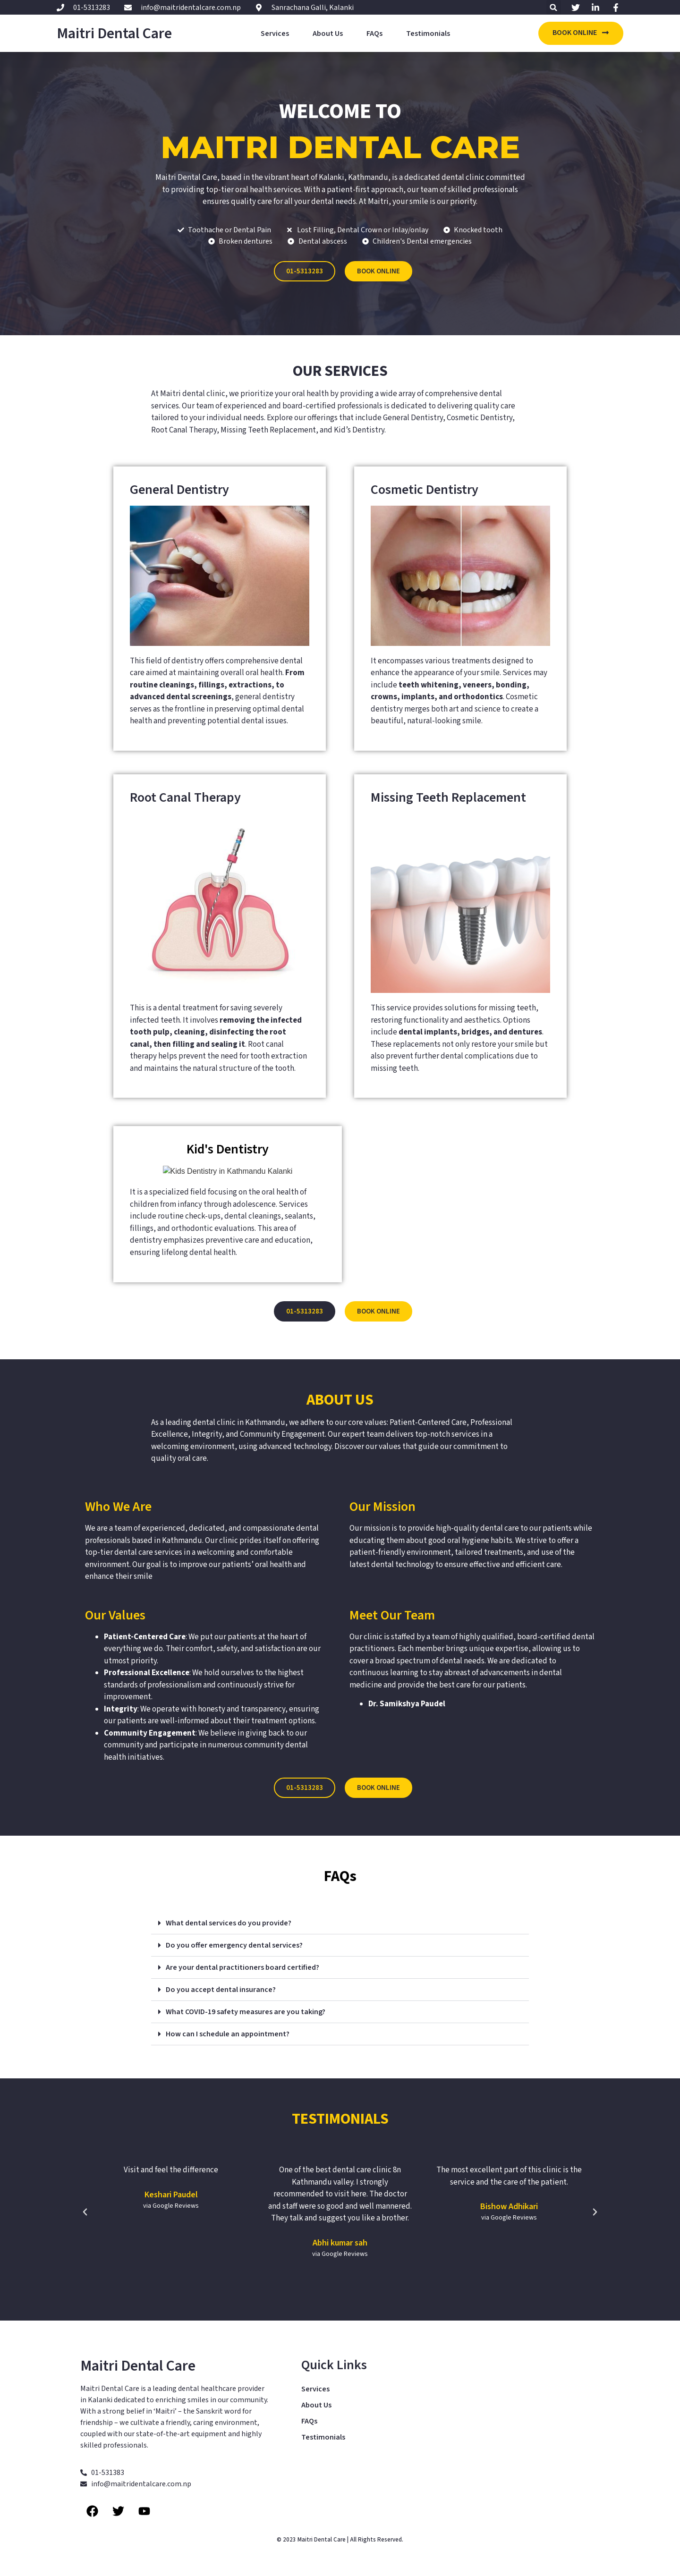 01-5313283
info@maitridentalcare.com.np
Sanrachana Galli, Kalanki
Maitri Dental Care
Services
About Us
FAQs
Testimonials
BOOK ONLINE
WELCOME TO
MAITRI DENTAL CARE
Maitri Dental Care, based in the vibrant heart of Kalanki, Kathmandu, is a dedicated dental clinic committed
to providing top-tier oral health services. With a patient-first approach, our team of skilled professionals
ensures quality care for all your dental needs. At Maitri, your smile is our priority.
Toothache or Dental Pain
Lost Filling, Dental Crown or Inlay/onlay
Knocked tooth
Broken dentures
Dental abscess
Children's Dental emergencies
01-5313283
BOOK ONLINE
OUR SERVICES
At Maitri dental clinic, we prioritize your oral health by providing a wide array of comprehensive dental
services. Our team of experienced and board-certified professionals is dedicated to delivering quality care
tailored to your individual needs. Explore our offerings that include General Dentistry, Cosmetic Dentistry,
Root Canal Therapy, Missing Teeth Replacement, and Kid's Dentistry.
General Dentistry
This field of dentistry offers comprehensive dental
care aimed at maintaining overall oral health. From
routine cleanings, fillings, extractions, to
advanced dental screenings, general dentistry
serves as the frontline in preserving optimal dental
health and preventing potential dental issues.
Cosmetic Dentistry
It encompasses various treatments designed to
enhance the appearance of your smile. Services may
include teeth whitening, veneers, bonding,
crowns, implants, and orthodontics. Cosmetic
dentistry merges both art and science to create a
beautiful, natural-looking smile.
Root Canal Therapy
This is a dental treatment for saving severely
infected teeth. It involves removing the infected
tooth pulp, cleaning, disinfecting the root
canal, then filling and sealing it. Root canal
therapy helps prevent the need for tooth extraction
and maintains the natural structure of the tooth.
Missing Teeth Replacement
This service provides solutions for missing teeth,
restoring functionality and aesthetics. Options
include dental implants, bridges, and dentures.
These replacements not only restore your smile but
also prevent further dental complications due to
missing teeth.
Kid's Dentistry
Kids Dentistry in Kathmandu Kalanki
It is a specialized field focusing on the oral health of
children from infancy through adolescence. Services
include routine check-ups, dental cleanings, sealants,
fillings, and orthodontic evaluations. This area of
dentistry emphasizes preventive care and education,
ensuring lifelong dental health.
01-5313283
BOOK ONLINE
ABOUT US
As a leading dental clinic in Kathmandu, we adhere to our core values: Patient-Centered Care, Professional
Excellence, Integrity, and Community Engagement. Our expert team delivers top-notch services in a
welcoming environment, using advanced technology. Discover our values that guide our commitment to
quality oral care.
Who We Are
We are a team of experienced, dedicated, and compassionate dental
professionals based in Kathmandu. Our clinic prides itself on offering
top-tier dental care services in a welcoming and comfortable
environment. Our goal is to improve our patients' oral health and
enhance their smile
Our Mission
Our mission is to provide high-quality dental care to our patients while
educating them about good oral hygiene habits. We strive to offer a
patient-friendly environment, tailored treatments, and use of the
latest dental technology to ensure effective and efficient care.
Our Values
Patient-Centered Care: We put our patients at the heart of
everything we do. Their comfort, safety, and satisfaction are our
utmost priority.
Professional Excellence: We hold ourselves to the highest
standards of professionalism and continuously strive for
improvement.
Integrity: We operate with honesty and transparency, ensuring
our patients are well-informed about their treatment options.
Community Engagement: We believe in giving back to our
community and participate in numerous community dental
health initiatives.
Meet Our Team
Our clinic is staffed by a team of highly qualified, board-certified dental
practitioners. Each member brings unique expertise, allowing us to
cover a broad spectrum of dental needs. We are dedicated to
continuous learning to stay abreast of advancements in dental
medicine and provide the best care for our patients.
Dr. Samikshya Paudel
01-5313283
BOOK ONLINE
FAQs
What dental services do you provide?
Do you offer emergency dental services?
Are your dental practitioners board certified?
Do you accept dental insurance?
What COVID-19 safety measures are you taking?
How can I schedule an appointment?
TESTIMONIALS
Visit and feel the difference
Keshari Paudel
via Google Reviews
One of the best dental care clinic 8n
Kathmandu valley. I strongly
recommended to visit here. The doctor
and staff were so good and well mannered.
They talk and suggest you like a brother.
Abhi kumar sah
via Google Reviews
The most excellent part of this clinic is the
service and the care of the patient.
Bishow Adhikari
via Google Reviews
Maitri Dental Care
Maitri Dental Care is a leading dental healthcare provider
in Kalanki dedicated to enriching smiles in our community.
With a strong belief in 'Maitri' – the Sanskrit word for
friendship – we cultivate a friendly, caring environment,
coupled with our state-of-the-art equipment and highly
skilled professionals.
01-531383
info@maitridentalcare.com.np
Quick Links
Services
About Us
FAQs
Testimonials
© 2023 Maitri Dental Care | All Rights Reserved.